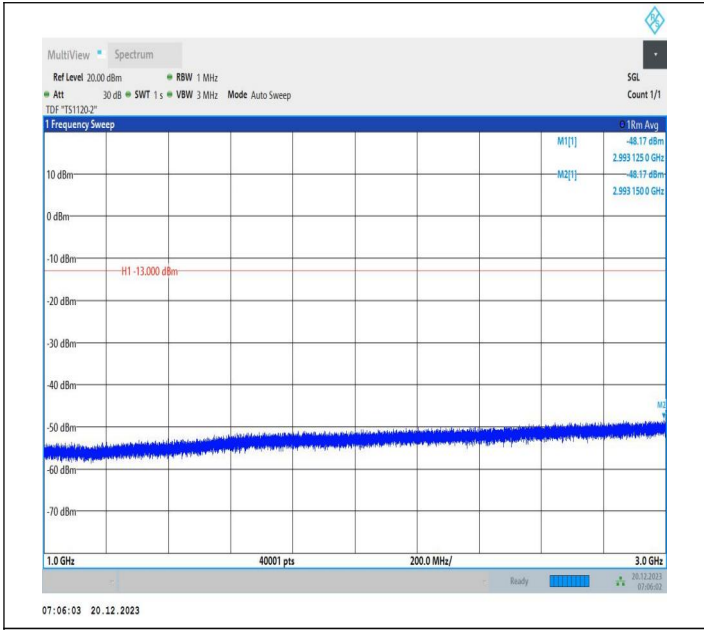 R&S
MultiView Spectrum
Ref Level 20.00 dBm RBW 1 MHz SGL
Att 30 dB SWT 1 s VBW 3 MHz Mode Auto Sweep Count 1/1
TDF "TS1120-2"
1 Frequency Sweep 1Rm Avg
M1[1] -48.17 dBm
2.993 125 0 GHz
10 dBm M2[1] -48.17 dBm
2.993 150 0 GHz
0 dBm
-10 dBm
H1 -13.000 dBm
-20 dBm
-30 dBm
-40 dBm
-50 dBm
-60 dBm
-70 dBm
1.0 GHz 40001 pts 200.0 MHz/ 3.0 GHz
Ready 20.12.2023
07:06:02
07:06:03 20.12.2023